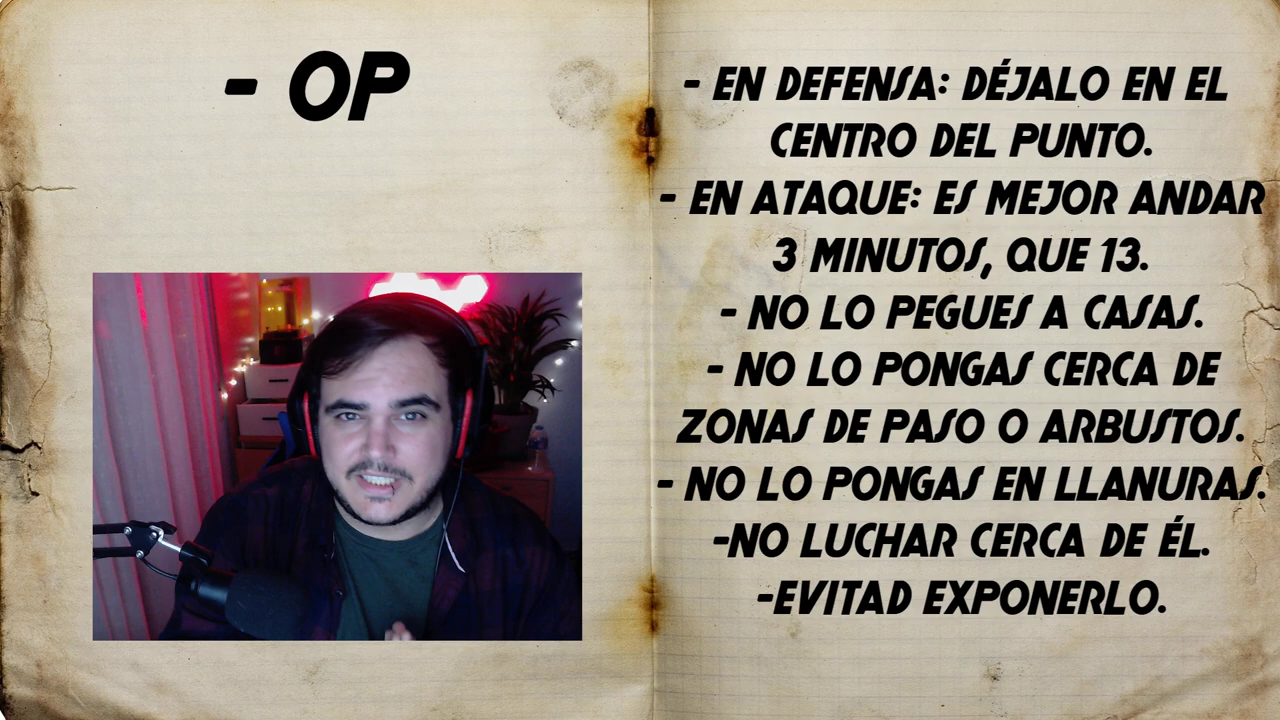 - OP
- EN DEFENSA: DÉJALO EN EL
CENTRO DEL PUNTO.
- EN ATAQUE: ES MEJOR ANDAR
3 MINUTOS, QUE 13.
- NO LO PEGUES A CASAS.
- NO LO PONGAS CERCA DE
ZONAS DE PASO O ARBUSTOS.
- NO LO PONGAS EN LLANURAS.
-NO LUCHAR CERCA DE ÉL.
-EVITAD EXPONERLO.